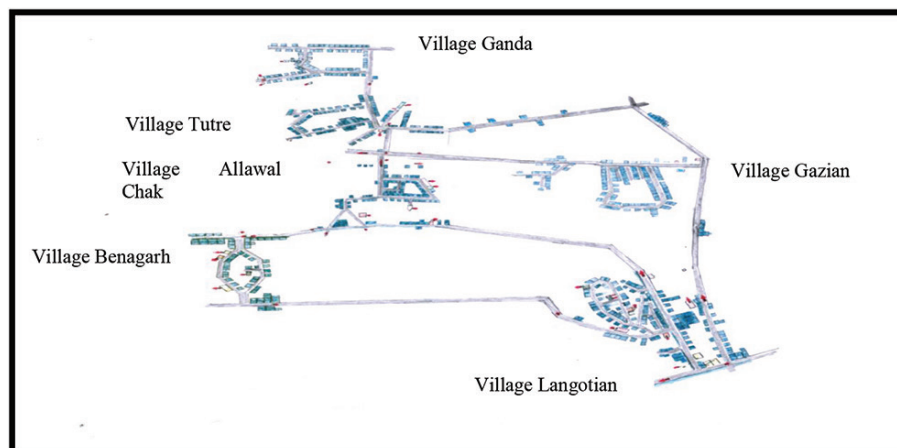 Village Ganda
Village Tutre
Village Allawal
Chak
Village Gazian
Village Benagarh
Village Langotian